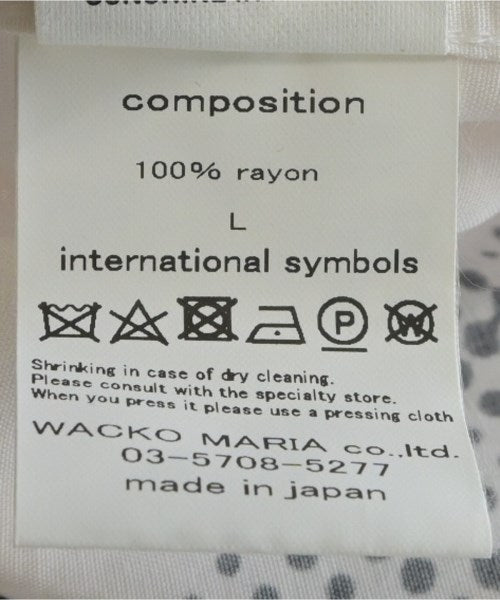 composition
100% rayon
L
international symbols
P W
Shrinking in case of dry cleaning.
Please consult with the specialty store.
When you press it please use a pressing cloth
WACKO MARIA co.,ltd.
03-5708-5277
made in japan